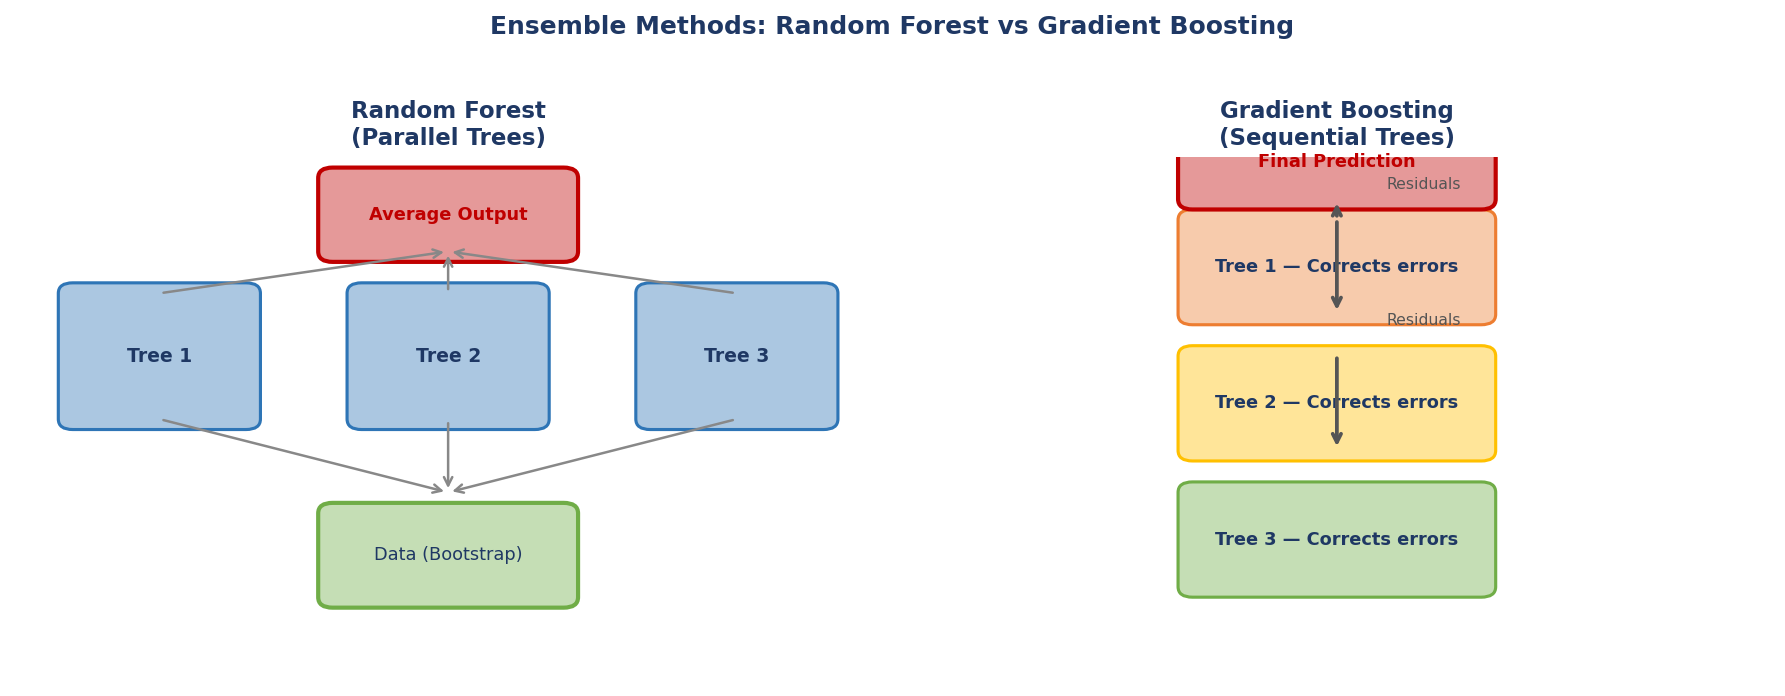 Ensemble Methods: Random Forest vs Gradient Boosting
Random Forest
(Parallel Trees)
Average Output
Tree 1
Tree 2
Tree 3
Data (Bootstrap)
Gradient Boosting
(Sequential Trees)
Final Prediction
Residuals
Tree 1 — Corrects errors
Residuals
Tree 2 — Corrects errors
Tree 3 — Corrects errors